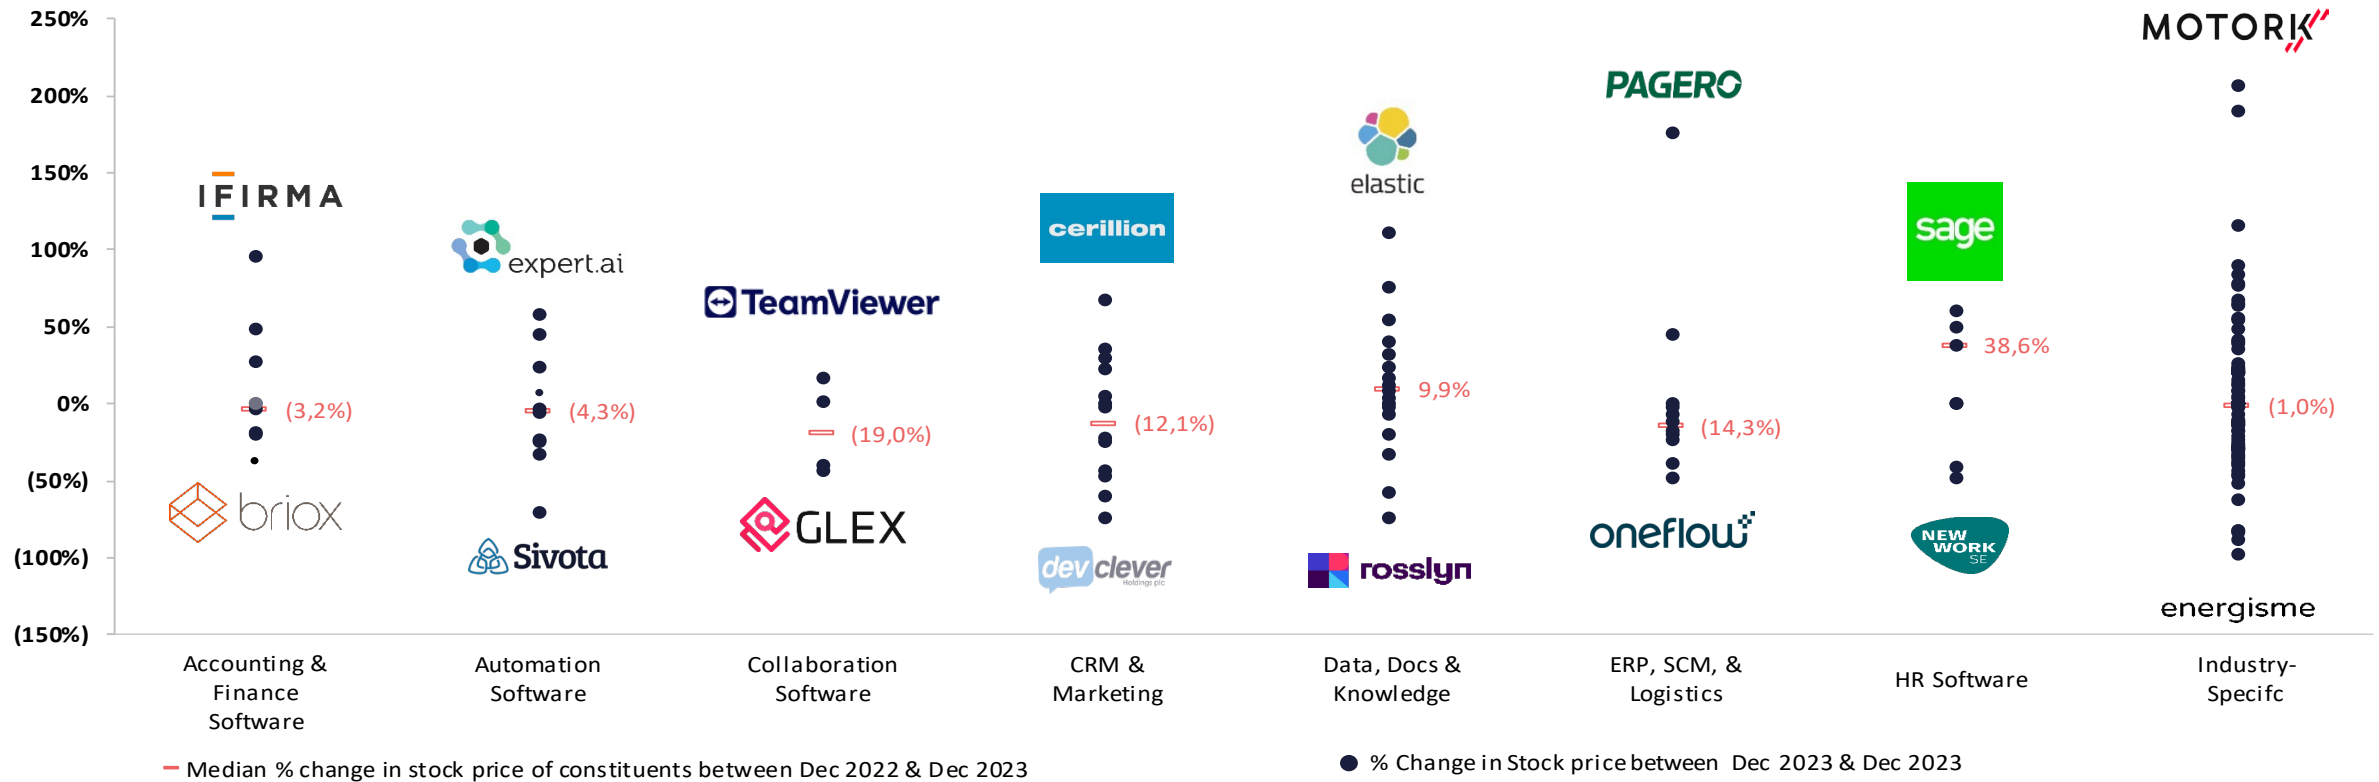 250%
200%
150%
100%
50%
0%
(50%)
(100%)
(150%)
IFIRMA
briox
(3,2%)
expert.ai
Sivota
(4,3%)
TeamViewer
GLEX
(19,0%)
cerillion
dev clever
Holdings plc
(12,1%)
elastic
rosslyn
9,9%
PAGERO
oneflow
(14,3%)
sage
NEW
WORK
SE
38,6%
MOTORK
energisme
(1,0%)
Accounting &
Finance
Software
Automation
Software
Collaboration
Software
CRM &
Marketing
Data, Docs &
Knowledge
ERP, SCM, &
Logistics
HR Software
Industry-
Specifc
Median % change in stock price of constituents between Dec 2022 & Dec 2023
% Change in Stock price between Dec 2023 & Dec 2023